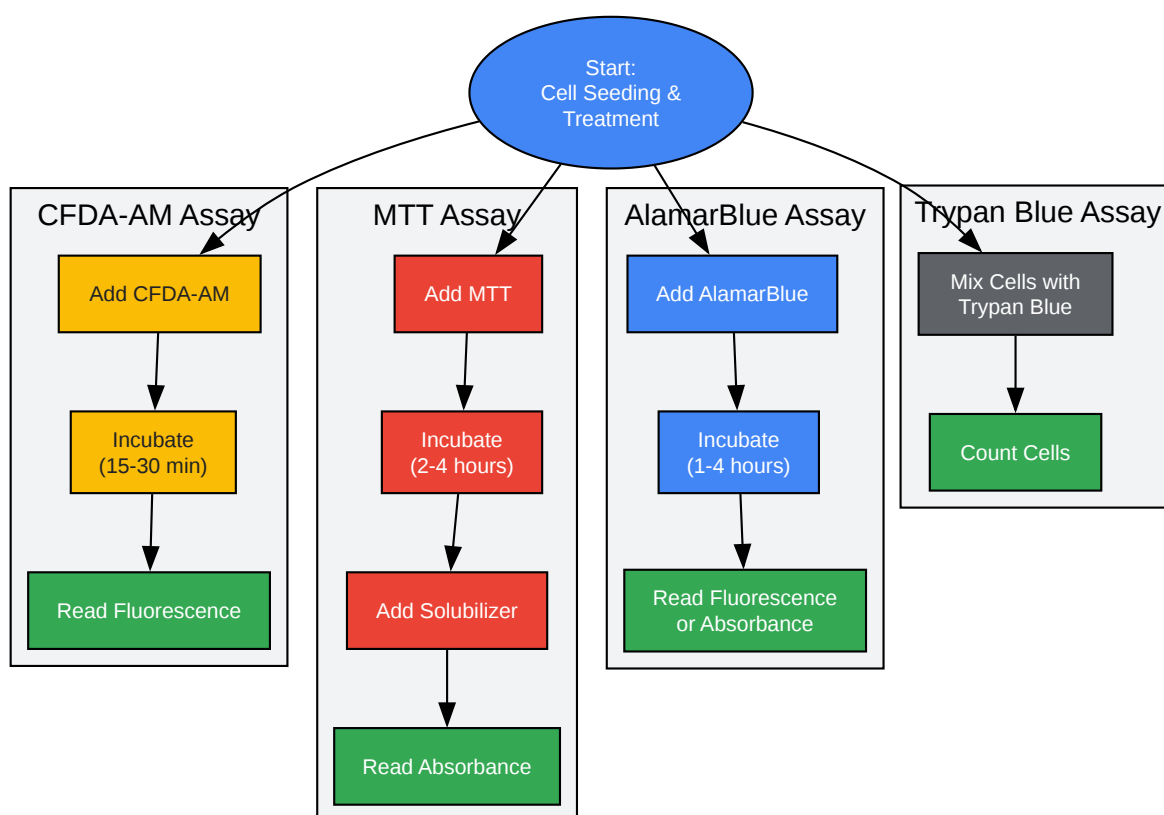 Start:
Cell Seeding &
Treatment
CFDA-AM Assay
Add CFDA-AM
Incubate
(15-30 min)
Read Fluorescence
MTT Assay
Add MTT
Incubate
(2-4 hours)
Add Solubilizer
Read Absorbance
AlamarBlue Assay
Add AlamarBlue
Incubate
(1-4 hours)
Read Fluorescence
or Absorbance
Trypan Blue Assay
Mix Cells with
Trypan Blue
Count Cells